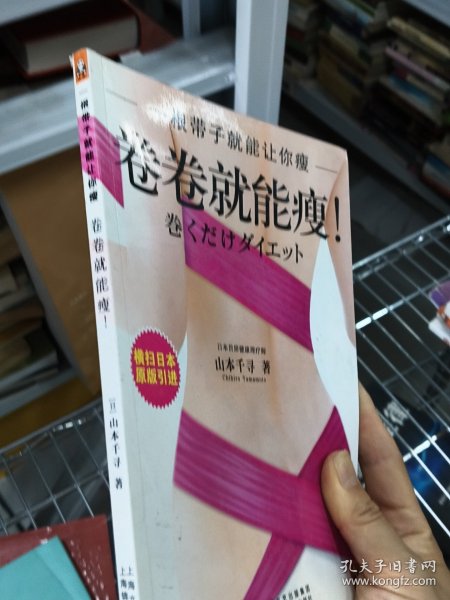 一根带子就能让你瘦
卷卷就能瘦！
[日]山本千寻 著
一根带子就能让你瘦
卷卷就能瘦！
巻くだけダイエット
日本首席健康理疗师
山本千寻 著
Chihiro Yamamoto
横扫日本
原版引进
孔夫子旧书网
www.kongfz.com